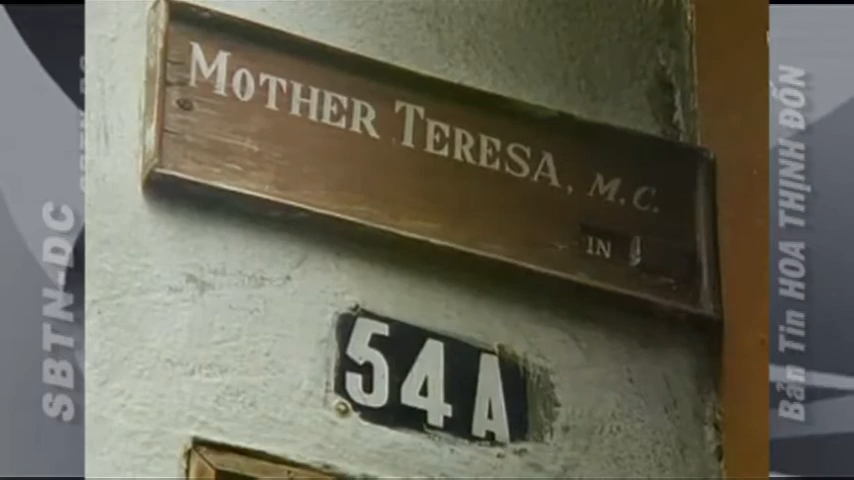 MOTHER TERESA, M.C.
IN
54A
SBTN-DC
Bản Tin HOA THỊNH ĐỐN